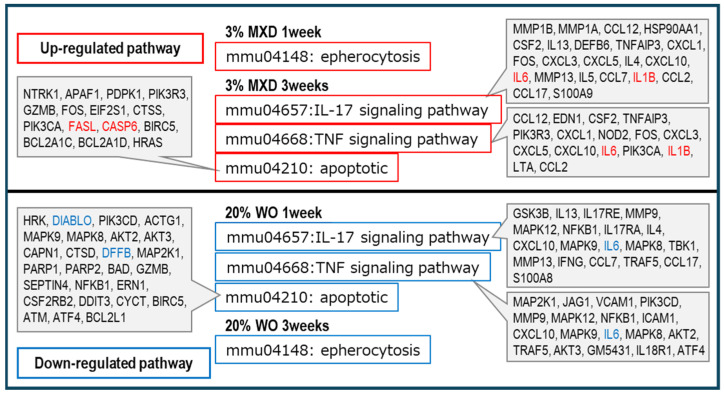 Up-regulated pathway
3% MXD 1week
mmu04148: epherocytosis
3% MXD 3weeks
mmu04657:IL-17 signaling pathway
mmu04668:TNF signaling pathway
mmu04210: apoptotic
NTRK1, APAF1, PDPK1, PIK3R3,
GZMB, FOS, EIF2S1, CTSS,
PIK3CA, FASL, CASP6, BIRC5,
BCL2A1C, BCL2A1D, HRAS
MMP1B, MMP1A, CCL12, HSP90AA1,
CSF2, IL13, DEFB6, TNFAIP3, CXCL1,
FOS, CXCL3, CXCL5, IL4, CXCL10,
IL6, MMP13, IL5, CCL7, IL1B, CCL2,
CCL17, S100A9
CCL12, EDN1, CSF2, TNFAIP3,
PIK3R3, CXCL1, NOD2, FOS, CXCL3,
CXCL5, CXCL10, IL6, PIK3CA, IL1B,
LTA, CCL2
HRK, DIABLO, PIK3CD, ACTG1,
MAPK9, MAPK8, AKT2, AKT3,
CAPN1, CTSD, DFFB, MAP2K1,
PARP1, PARP2, BAD, GZMB,
SEPTIN4, NFKB1, ERN1,
CSF2RB2, DDIT3, CYCT, BIRC5,
ATM, ATF4, BCL2L1
20% WO 1week
mmu04657:IL-17 signaling pathway
mmu04668:TNF signaling pathway
mmu04210: apoptotic
20% WO 3weeks
mmu04148: epherocytosis
Down-regulated pathway
GSK3B, IL13, IL17RE, MMP9,
MAPK12, NFKB1, IL17RA, IL4,
CXCL10, MAPK9, IL6, MAPK8, TBK1,
MMP13, IFNG, CCL7, TRAF5, CCL17,
S100A8
MAP2K1, JAG1, VCAM1, PIK3CD,
MMP9, MAPK12, NFKB1, ICAM1,
CXCL10, MAPK9, IL6, MAPK8, AKT2,
TRAF5, AKT3, GM5431, IL18R1, ATF4